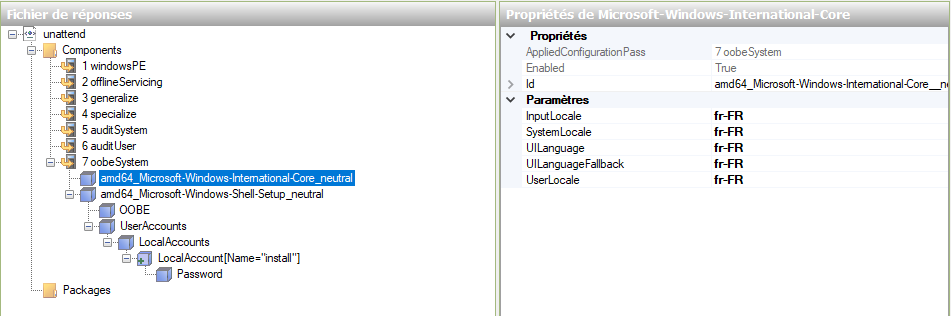 Fichier de réponses
unattend
Components
1 windowsPE
2 offlineServicing
3 generalize
4 specialize
5 auditSystem
6 auditUser
7 oobeSystem
amd64_Microsoft-Windows-International-Core_neutral
amd64_Microsoft-Windows-Shell-Setup_neutral
OOBE
UserAccounts
LocalAccounts
LocalAccount[Name="install"]
Password
Packages
Propriétés de Microsoft-Windows-International-Core
Propriétés
AppliedConfigurationPass 7 oobeSystem
Enabled True
Id amd64_Microsoft-Windows-International-Core__ne
Paramètres
InputLocale fr-FR
SystemLocale fr-FR
UILanguage fr-FR
UILanguageFallback fr-FR
UserLocale fr-FR